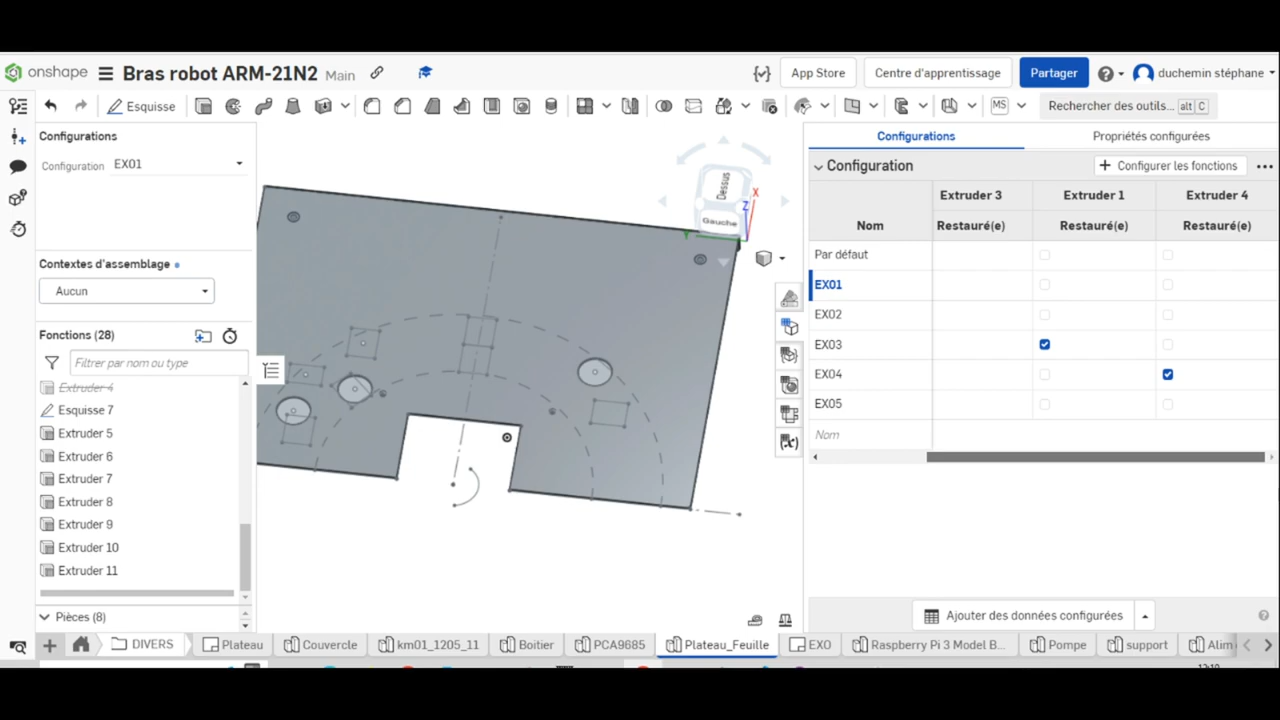 onshape Bras robot ARM-21N2 Main App Store Centre d'apprentissage Partager duchemin stéphane
Esquisse MS Rechercher des outils... alt C
Configurations
Configuration EX01
Contextes d'assemblage
Aucun
Fonctions (28)
Filtrer par nom ou type
Extruder 4
Esquisse 7
Extruder 5
Extruder 6
Extruder 7
Extruder 8
Extruder 9
Extruder 10
Extruder 11
Pièces (8)
Dessus
Gauche
X
Z
Y
Configurations Propriétés configurées
Configuration Configurer les fonctions
Extruder 3 Extruder 1 Extruder 4
Nom Restauré(e) Restauré(e) Restauré(e)
Par défaut
EX01
EX02
EX03
EX04
EX05
Nom
Ajouter des données configurées
DIVERS Plateau Couvercle km01_1205_11 Boitier PCA9685 Plateau_Feuille EXO Raspberry Pi 3 Model B... Pompe support Alim